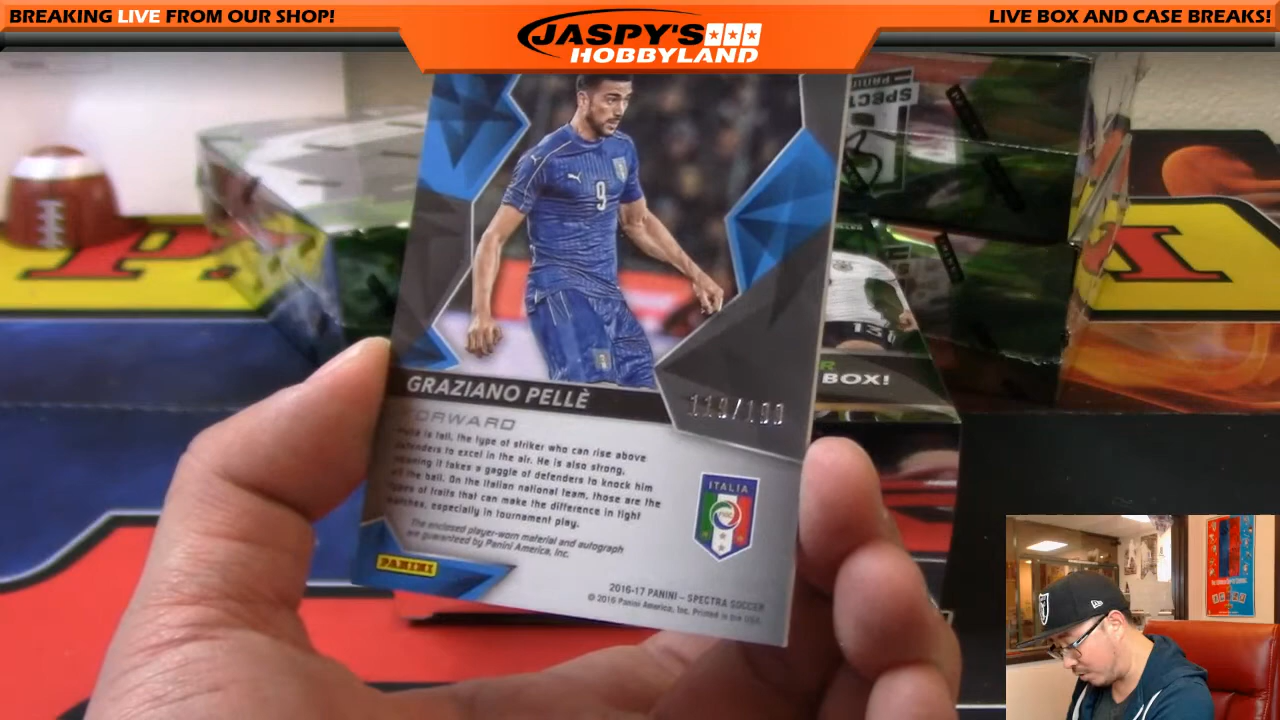 BREAKING LIVE FROM OUR SHOP!
JASPY'S
HOBBYLAND
LIVE BOX AND CASE BREAKS!
9
GRAZIANO PELLÈ
FORWARD
Pellè is tall, the type of striker who can rise above
defenders to excel in the air. He is also strong,
meaning it takes a gaggle of defenders to knock him
off the ball. On the Italian national team, those are the
types of traits that can make the difference in tight
matches, especially in tournament play.
The enclosed player-worn material and autograph
are guaranteed by Panini America, Inc.
PANINI
ITALIA
2016-17 PANINI – SPECTRA SOCCER
© 2016 Panini America, Inc. Printed in the USA.
13
BOX!
P.